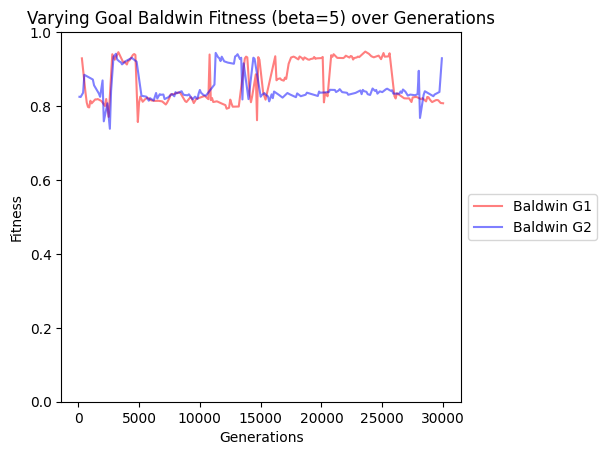 Varying Goal Baldwin Fitness (beta=5) over Generations
1.0
0.8
0.6
0.4
0.2
0.0
Fitness
0 5000 10000 15000 20000 25000 30000
Generations
Baldwin G1
Baldwin G2